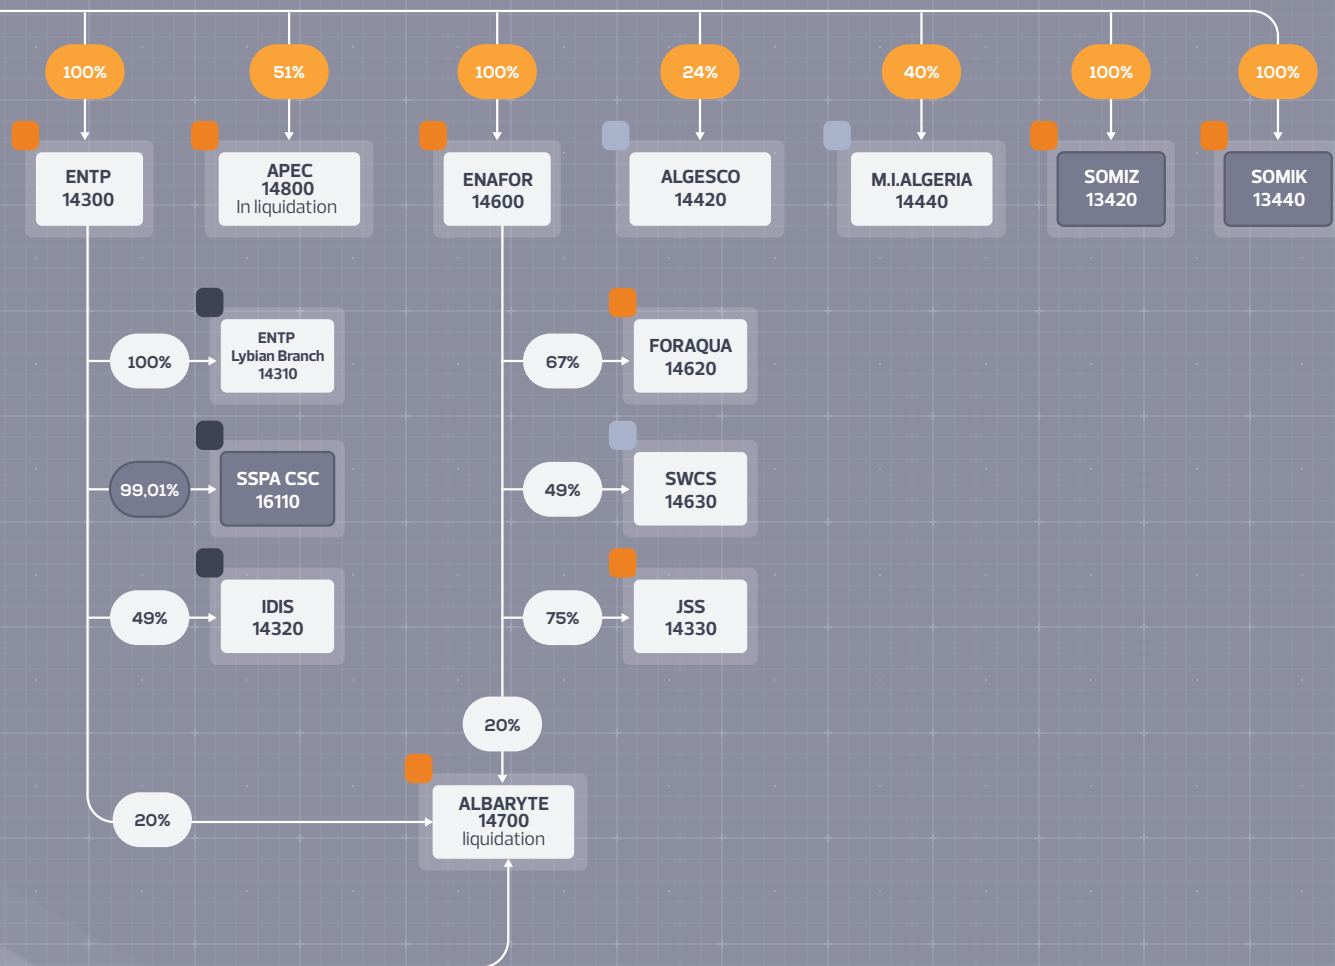 100%
51%
100%
24%
40%
100%
100%
ENTP
14300
APEC
14800
In liquidation
ENAFOR
14600
ALGESCO
14420
M.I.ALGERIA
14440
SOMIZ
13420
SOMIK
13440
100%
ENTP
Lybian Branch
14310
67%
FORAQUA
14620
99,01%
SSPA CSC
16110
49%
SWCS
14630
49%
IDIS
14320
75%
JSS
14330
20%
20%
ALBARYTE
14700
liquidation